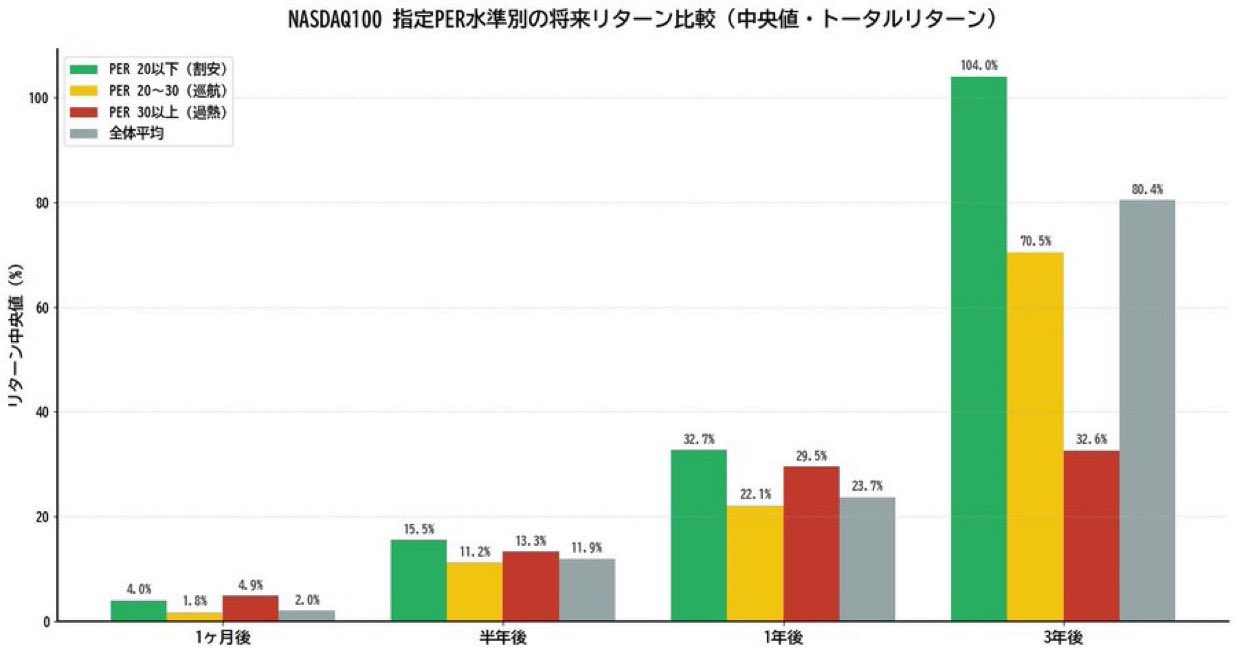 NASDAQ100 指定PER水準別の将来リターン比較（中央値・トータルリターン）
PER 20以下（割安）
PER 20～30（巡航）
PER 30以上（過熱）
全体平均
リターン中央値（%）
100
80
60
40
20
0
4.0%
1.8%
4.9%
2.0%
15.5%
11.2%
13.3%
11.9%
32.7%
22.1%
29.5%
23.7%
104.0%
70.5%
32.6%
80.4%
1ヶ月後
半年後
1年後
3年後